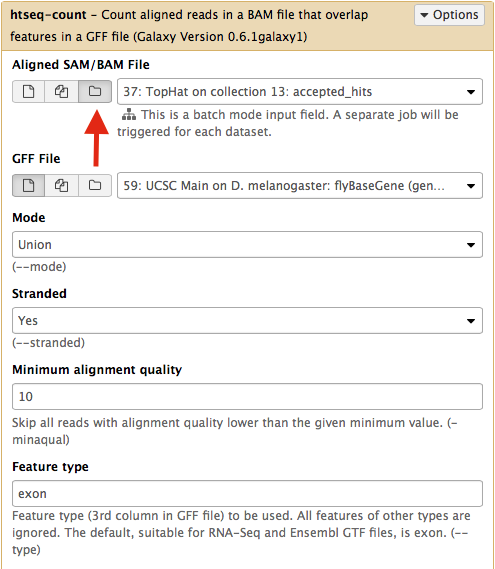 htseq-count - Count aligned reads in a BAM file that overlap
features in a GFF file (Galaxy Version 0.6.1galaxy1)
Options
Aligned SAM/BAM File
37: TopHat on collection 13: accepted_hits
This is a batch mode input field. A separate job will be
triggered for each dataset.
GFF File
59: UCSC Main on D. melanogaster: flyBaseGene (gen...
Mode
Union
(--mode)
Stranded
Yes
(--stranded)
Minimum alignment quality
10
Skip all reads with alignment quality lower than the given minimum value. (-
minaqual)
Feature type
exon
Feature type (3rd column in GFF file) to be used. All features of other types are
ignored. The default, suitable for RNA-Seq and Ensembl GTF files, is exon. (--
type)